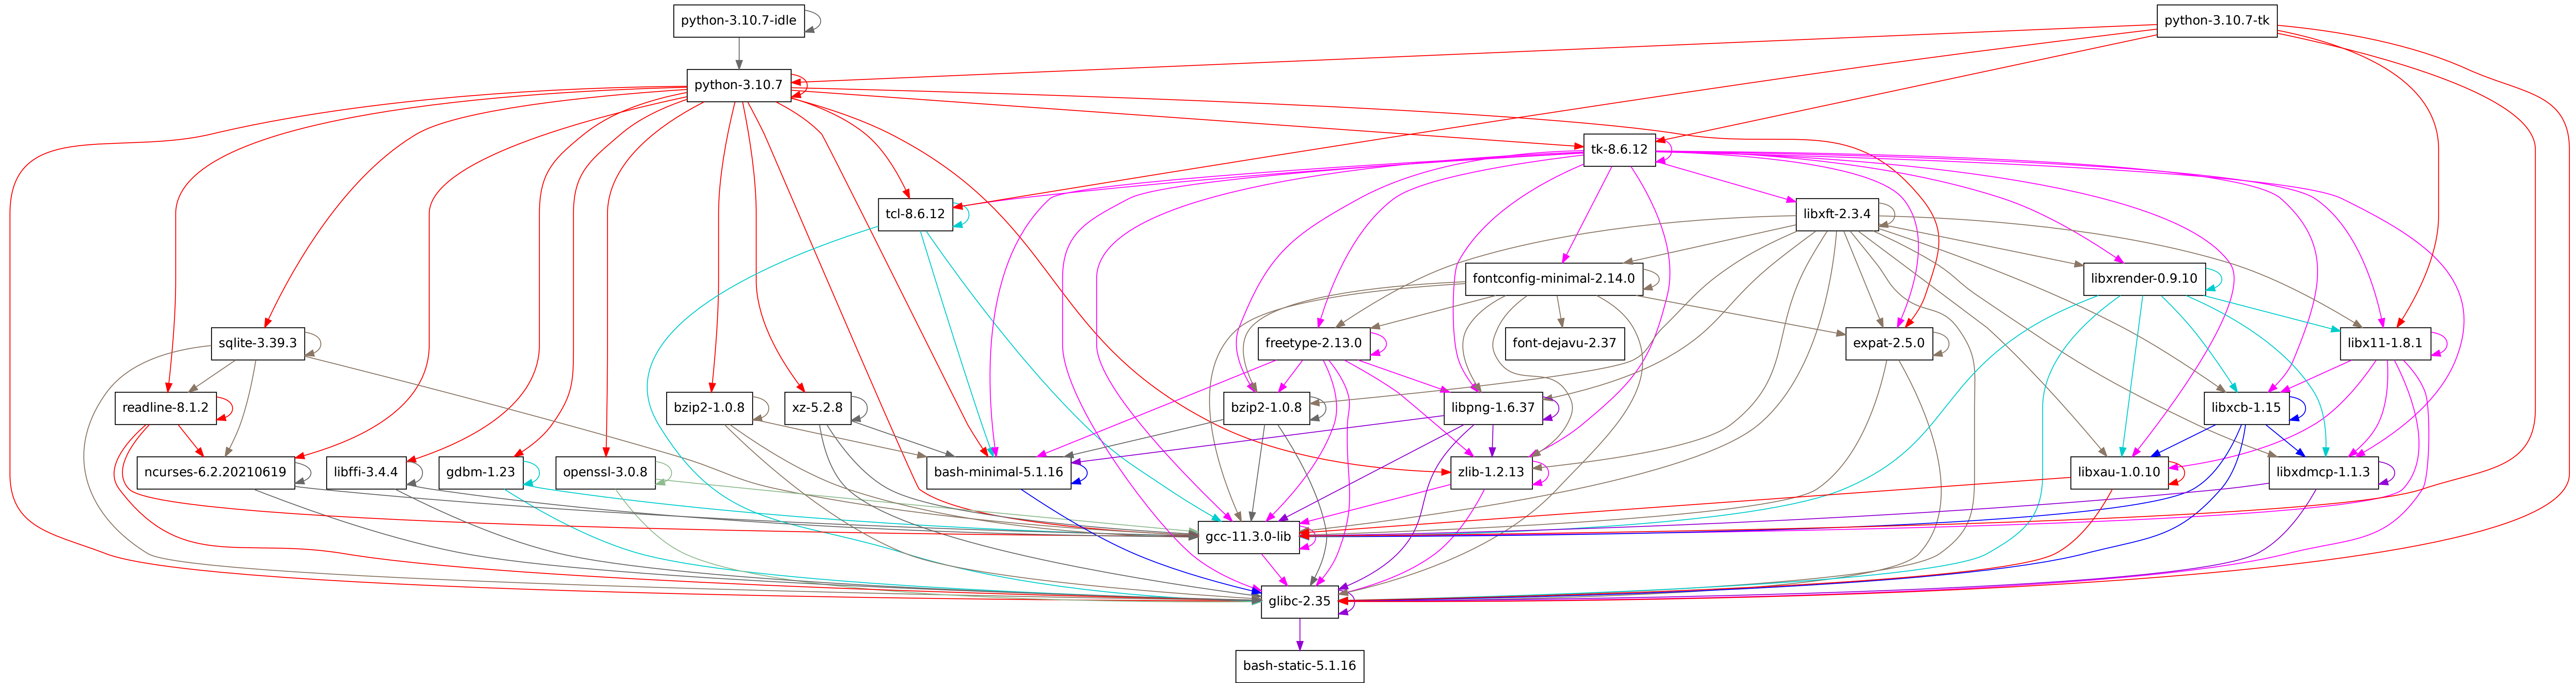 python-3.10.7-idle
python-3.10.7-tk
python-3.10.7
tk-8.6.12
tcl-8.6.12
libxft-2.3.4
fontconfig-minimal-2.14.0
libxrender-0.9.10
sqlite-3.39.3
freetype-2.13.0
font-dejavu-2.37
expat-2.5.0
libx11-1.8.1
readline-8.1.2
bzip2-1.0.8
xz-5.2.8
bzip2-1.0.8
libpng-1.6.37
libxcb-1.15
ncurses-6.2.20210619
libffi-3.4.4
gdbm-1.23
openssl-3.0.8
bash-minimal-5.1.16
zlib-1.2.13
libxau-1.0.10
libxdmcp-1.1.3
gcc-11.3.0-lib
glibc-2.35
bash-static-5.1.16